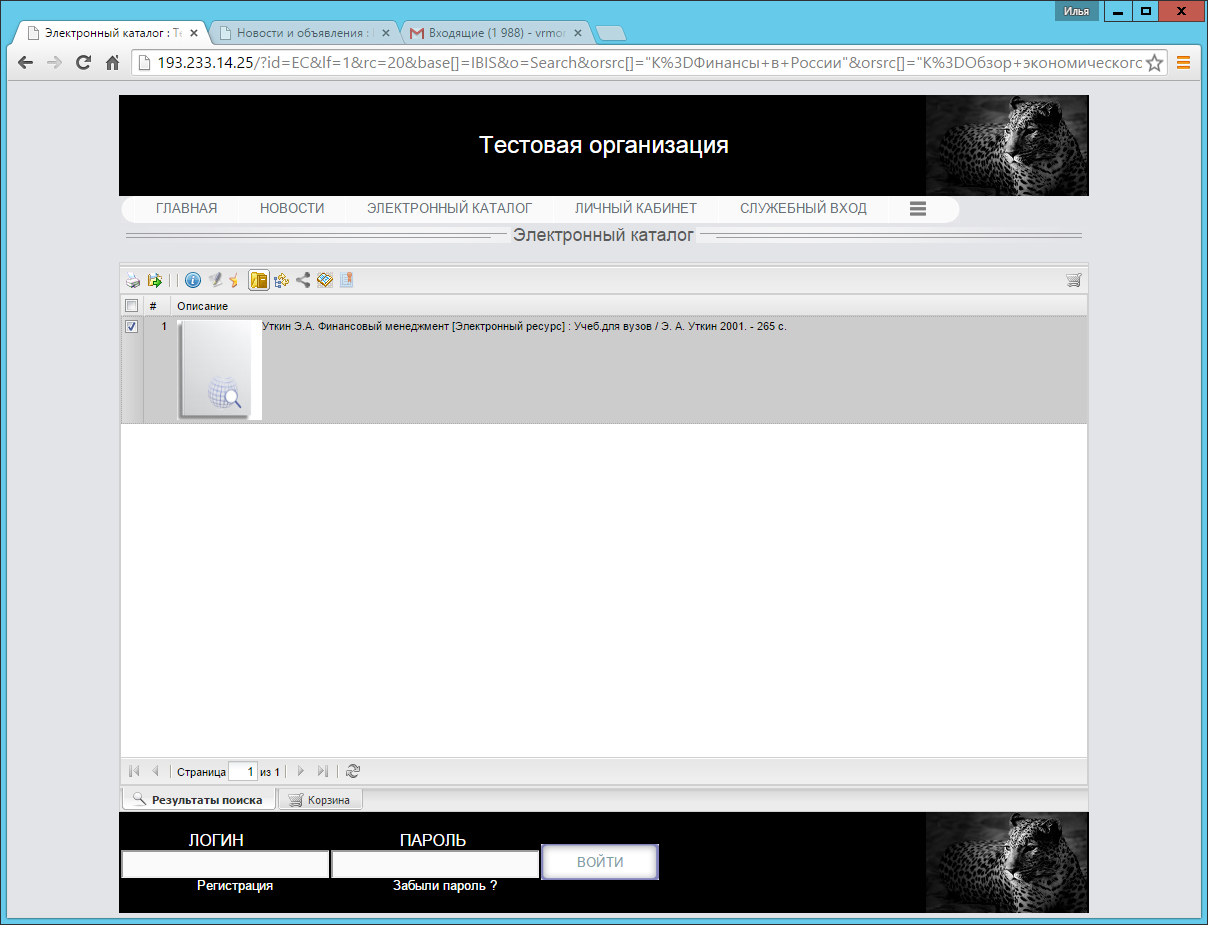 Илья
Электронный каталог : Те
Новости и объявления :
Входящие (1 988) - vrmor
193.233.14.25/?id=EC&lf=1&rc=20&base[]=IBIS&o=Search&orsrc[]="K%3DФинансы+в+России"&orsrc[]="K%3DОбзор+экономическогс
Тестовая организация
ГЛАВНАЯ НОВОСТИ ЭЛЕКТРОННЫЙ КАТАЛОГ ЛИЧНЫЙ КАБИНЕТ СЛУЖЕБНЫЙ ВХОД
Электронный каталог
# Описание
1 Уткин Э.А. Финансовый менеджмент [Электронный ресурс] : Учеб.для вузов / Э. А. Уткин 2001. - 265 с.
Страница 1 из 1
Результаты поиска Корзина
ЛОГИН ПАРОЛЬ
ВОЙТИ
Регистрация Забыли пароль ?